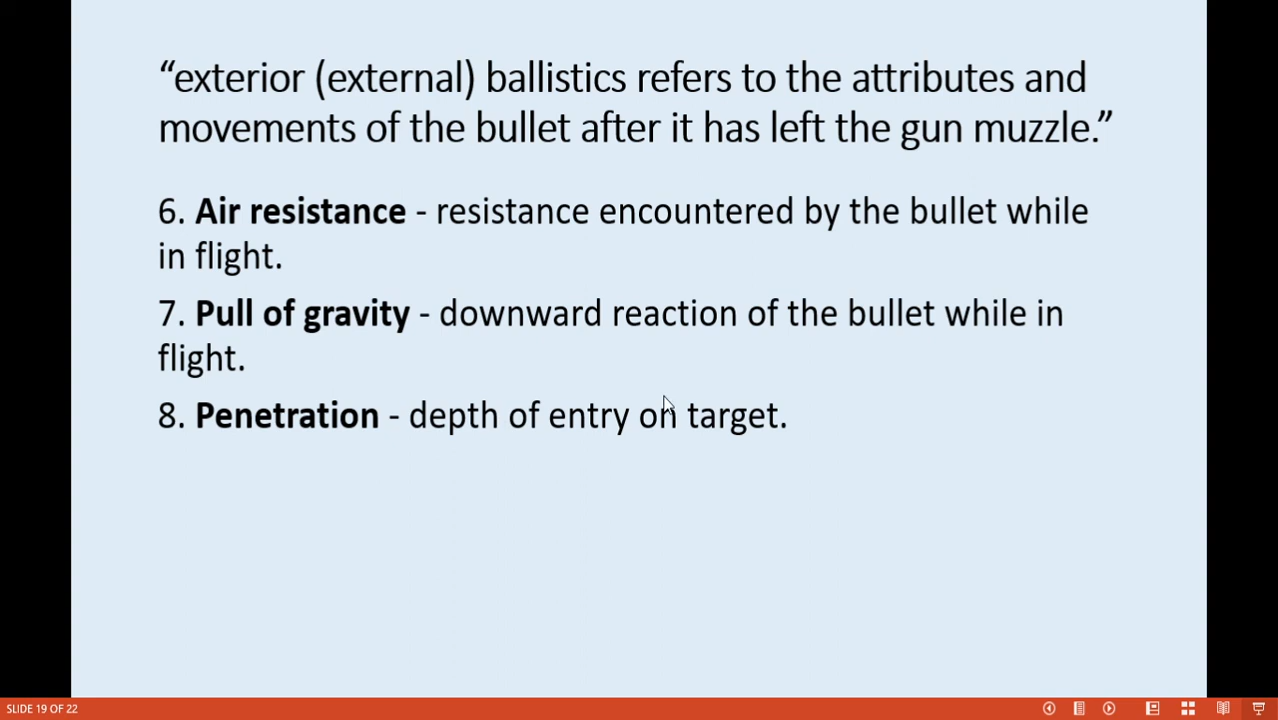 “exterior (external) ballistics refers to the attributes and
movements of the bullet after it has left the gun muzzle.”
6. Air resistance - resistance encountered by the bullet while
in flight.
7. Pull of gravity - downward reaction of the bullet while in
flight.
8. Penetration - depth of entry on target.
SLIDE 19 OF 22